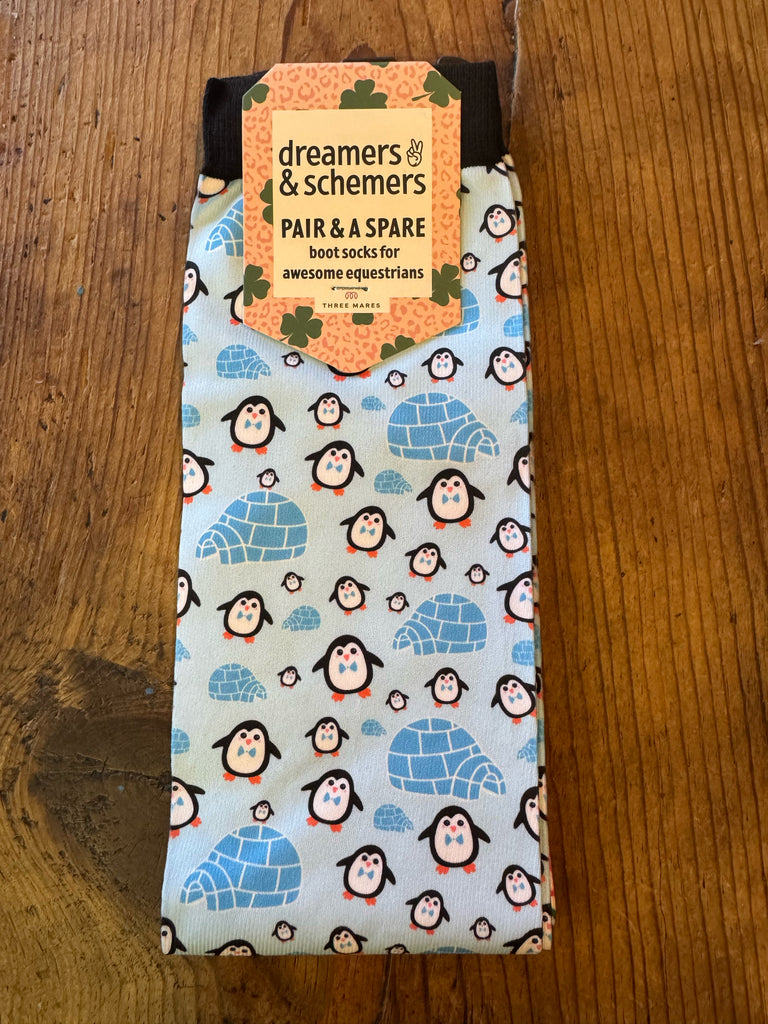 dreamers
& schemers
PAIR & A SPARE
boot socks for
awesome equestrians
THREE MARES